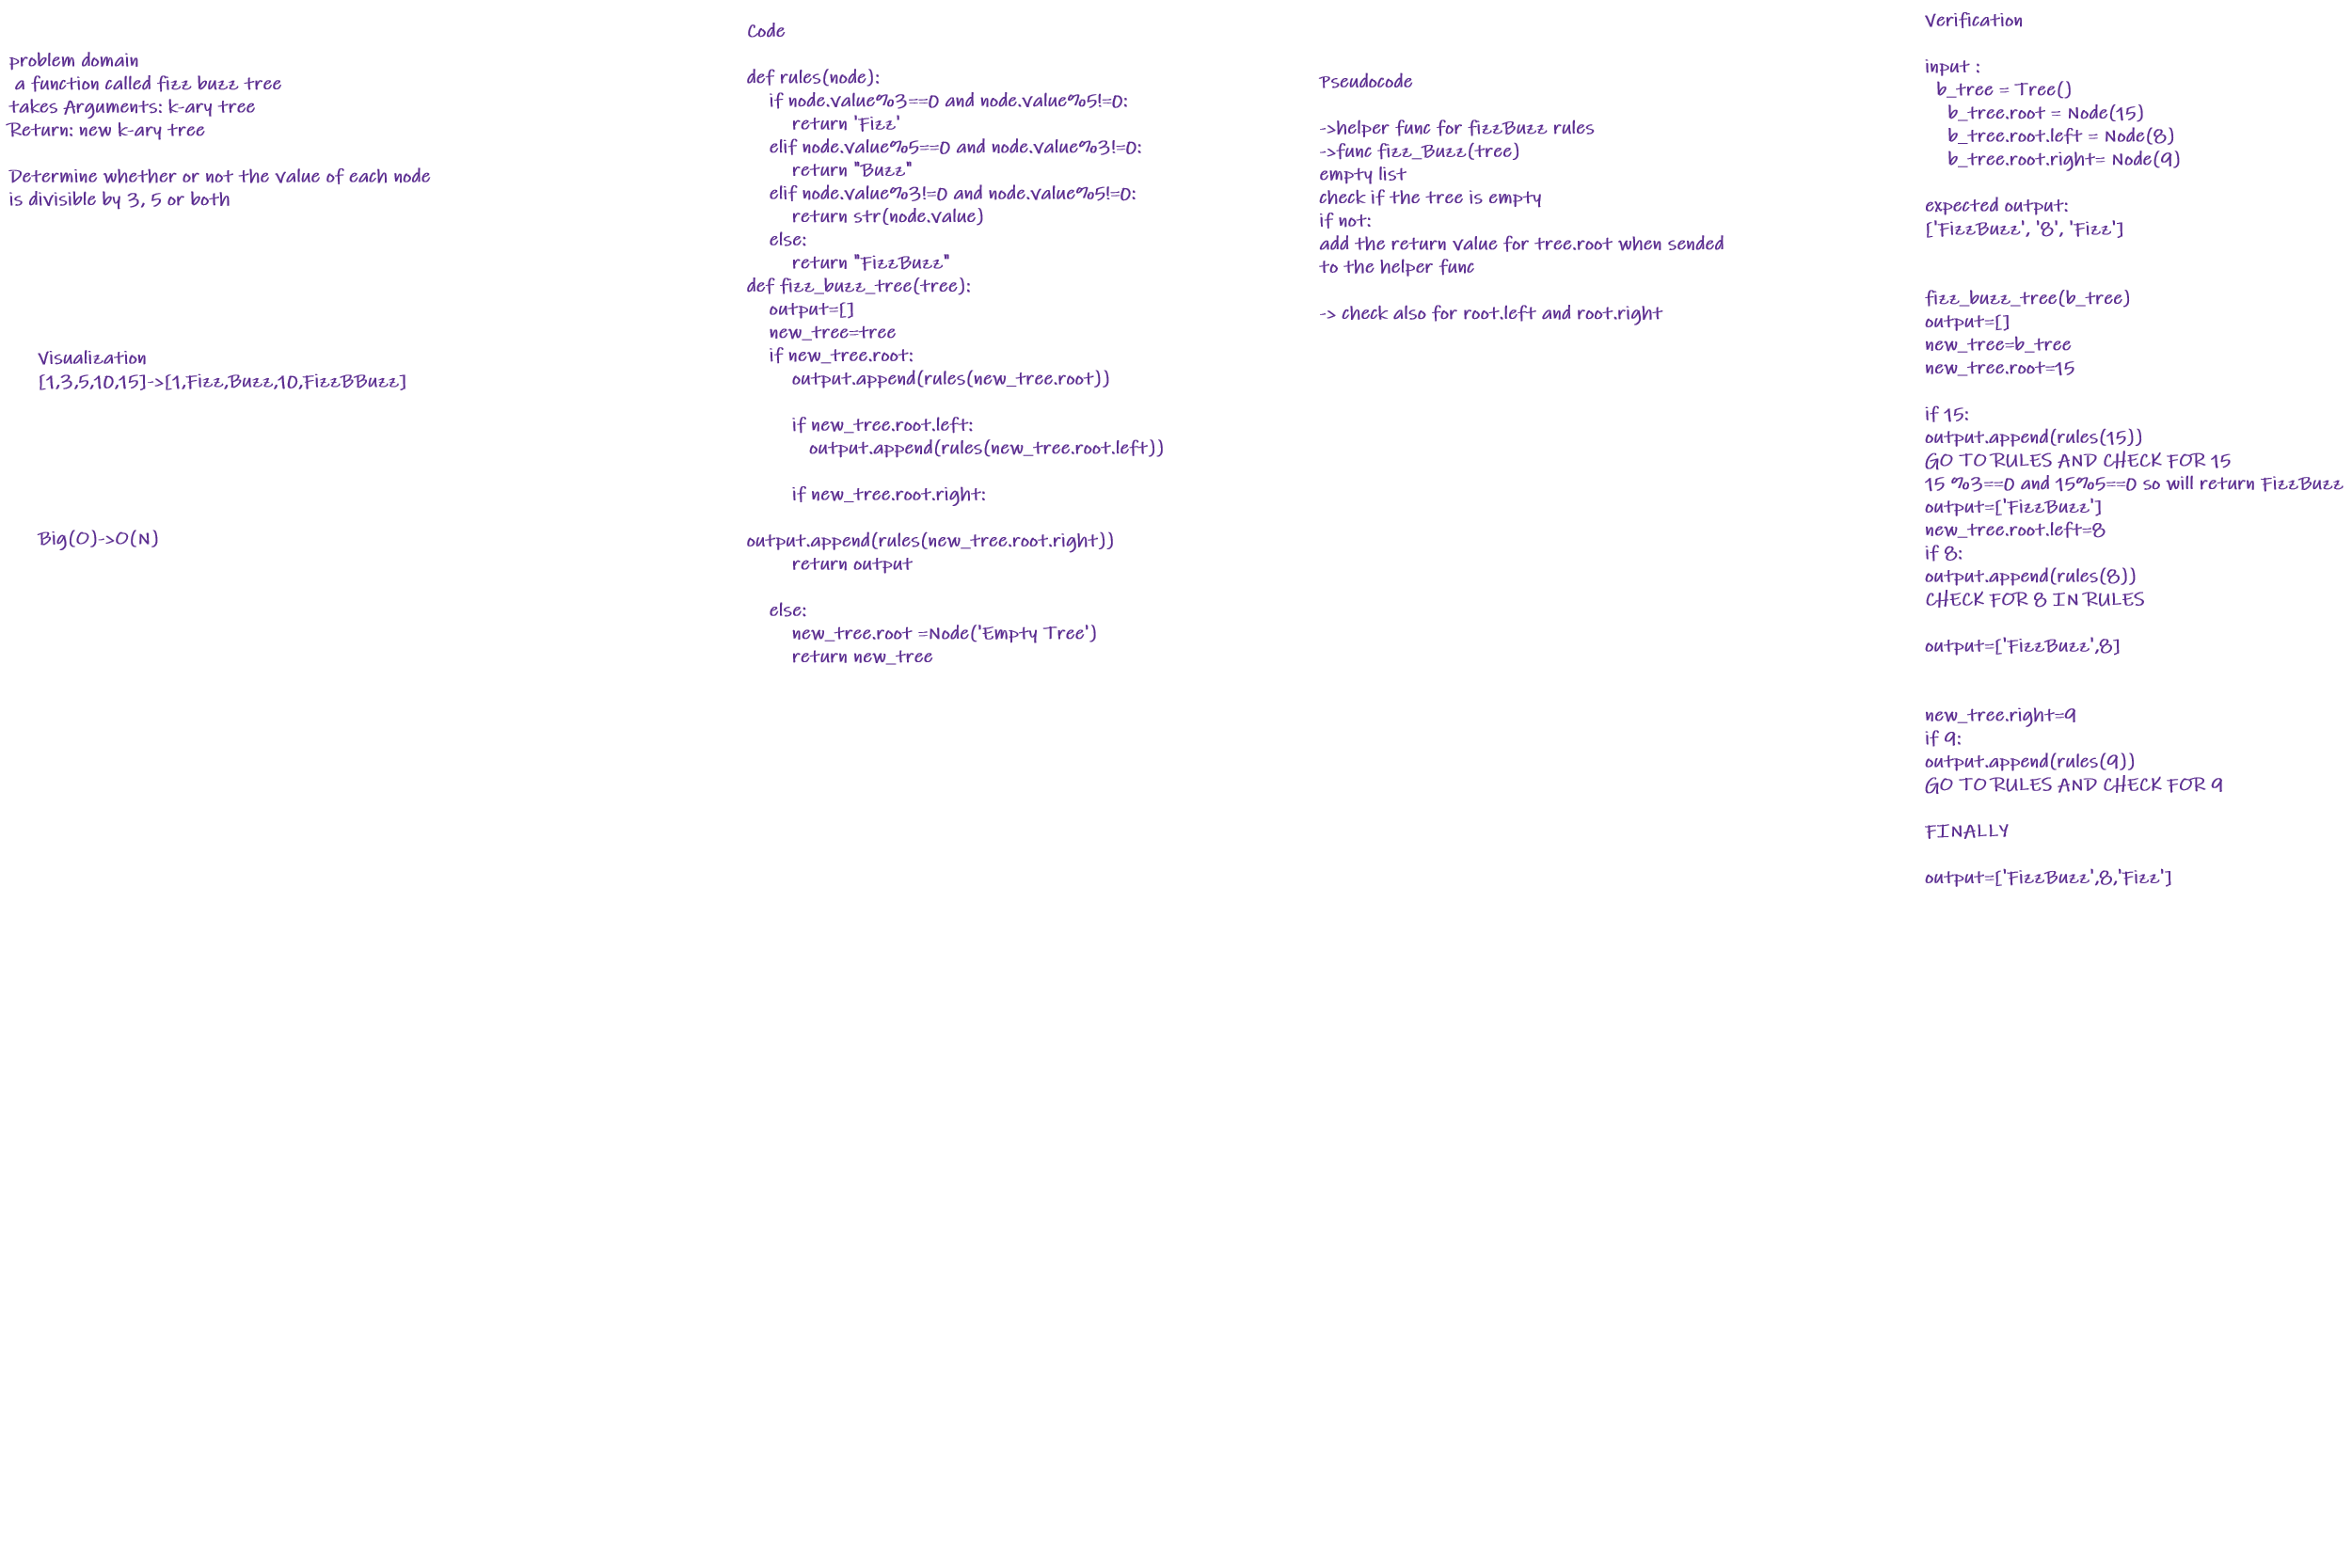 problem domain
a function called fizz buzz tree
takes Arguments: k-ary tree
Return: new k-ary tree
Determine whether or not the value of each node
is divisible by 3, 5 or both
Visualization
[1,3,5,10,15]->[1,Fizz,Buzz,10,FizzBBuzz]
Big(O)->O(N)
Code
def rules(node):
if node.value%3==0 and node.value%5!=0:
return 'Fizz'
elif node.value%5==0 and node.value%3!=0:
return "Buzz"
elif node.value%3!=0 and node.value%5!=0:
return str(node.value)
else:
return "FizzBuzz"
def fizz_buzz_tree(tree):
output=[]
new_tree=tree
if new_tree.root:
output.append(rules(new_tree.root))
if new_tree.root.left:
output.append(rules(new_tree.root.left))
if new_tree.root.right:
output.append(rules(new_tree.root.right))
return output
else:
new_tree.root =Node('Empty Tree')
return new_tree
Pseudocode
->helper func for fizzBuzz rules
->func fizz_Buzz(tree)
empty list
check if the tree is empty
if not:
add the return value for tree.root when sended
to the helper func
-> check also for root.left and root.right
Verification
input :
b_tree = Tree()
b_tree.root = Node(15)
b_tree.root.left = Node(8)
b_tree.root.right= Node(9)
expected output:
['FizzBuzz', '8', 'Fizz']
fizz_buzz_tree(b_tree)
output=[]
new_tree=b_tree
new_tree.root=15
if 15:
output.append(rules(15))
GO TO RULES AND CHECK FOR 15
15 %3==0 and 15%5==0 so will return FizzBuzz
output=['FizzBuzz']
new_tree.root.left=8
if 8:
output.append(rules(8))
CHECK FOR 8 IN RULES
output=['FizzBuzz',8]
new_tree.right=9
if 9:
output.append(rules(9))
GO TO RULES AND CHECK FOR 9
FINALLY
output=['FizzBuzz',8,'Fizz']